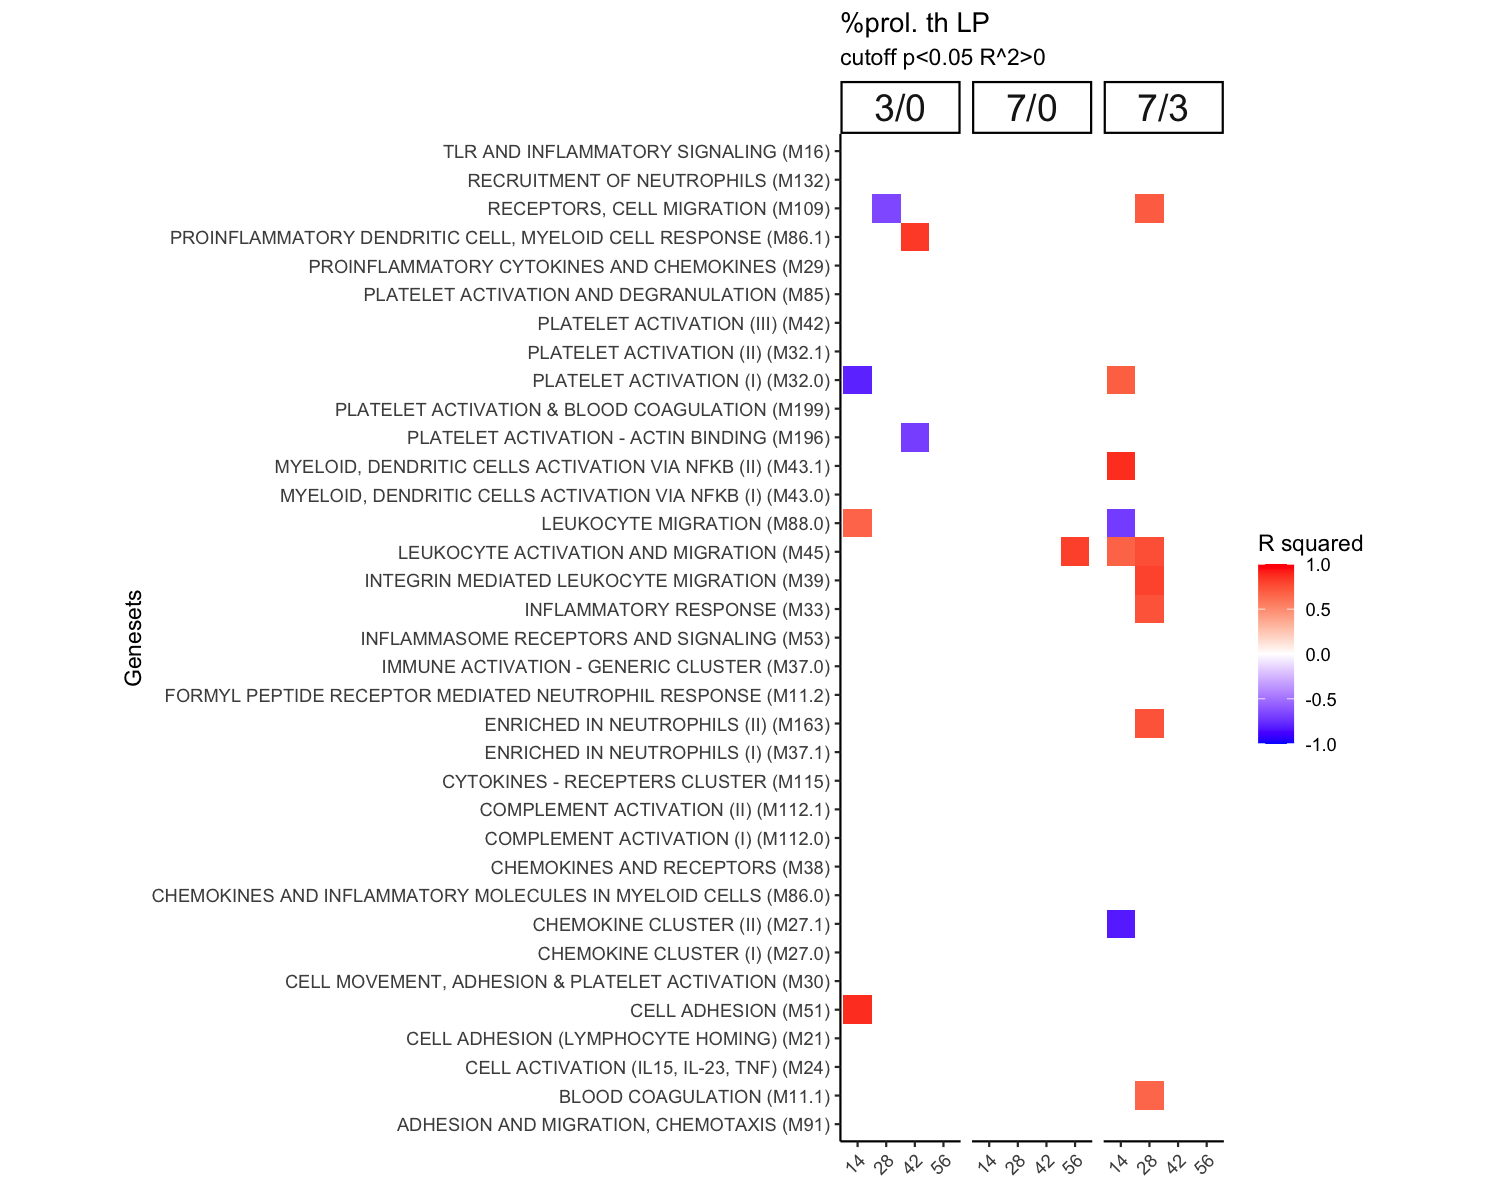 %prol. th LP
cutoff p<0.05 R^2>0
3/0 7/0 7/3
TLR AND INFLAMMATORY SIGNALING (M16)
RECRUITMENT OF NEUTROPHILS (M132)
RECEPTORS, CELL MIGRATION (M109)
PROINFLAMMATORY DENDRITIC CELL, MYELOID CELL RESPONSE (M86.1)
PROINFLAMMATORY CYTOKINES AND CHEMOKINES (M29)
PLATELET ACTIVATION AND DEGRANULATION (M85)
PLATELET ACTIVATION (III) (M42)
PLATELET ACTIVATION (II) (M32.1)
PLATELET ACTIVATION (I) (M32.0)
PLATELET ACTIVATION & BLOOD COAGULATION (M199)
PLATELET ACTIVATION - ACTIN BINDING (M196)
MYELOID, DENDRITIC CELLS ACTIVATION VIA NFKB (II) (M43.1)
MYELOID, DENDRITIC CELLS ACTIVATION VIA NFKB (I) (M43.0)
LEUKOCYTE MIGRATION (M88.0)
LEUKOCYTE ACTIVATION AND MIGRATION (M45)
INTEGRIN MEDIATED LEUKOCYTE MIGRATION (M39)
INFLAMMATORY RESPONSE (M33)
INFLAMMASOME RECEPTORS AND SIGNALING (M53)
IMMUNE ACTIVATION - GENERIC CLUSTER (M37.0)
FORMYL PEPTIDE RECEPTOR MEDIATED NEUTROPHIL RESPONSE (M11.2)
ENRICHED IN NEUTROPHILS (II) (M163)
ENRICHED IN NEUTROPHILS (I) (M37.1)
CYTOKINES - RECEPTERS CLUSTER (M115)
COMPLEMENT ACTIVATION (II) (M112.1)
COMPLEMENT ACTIVATION (I) (M112.0)
CHEMOKINES AND RECEPTORS (M38)
CHEMOKINES AND INFLAMMATORY MOLECULES IN MYELOID CELLS (M86.0)
CHEMOKINE CLUSTER (II) (M27.1)
CHEMOKINE CLUSTER (I) (M27.0)
CELL MOVEMENT, ADHESION & PLATELET ACTIVATION (M30)
CELL ADHESION (M51)
CELL ADHESION (LYMPHOCYTE HOMING) (M21)
CELL ACTIVATION (IL15, IL-23, TNF) (M24)
BLOOD COAGULATION (M11.1)
ADHESION AND MIGRATION, CHEMOTAXIS (M91)
Genesets
14 28 42 56 14 28 42 56 14 28 42 56
R squared
1.0
0.5
0.0
-0.5
-1.0